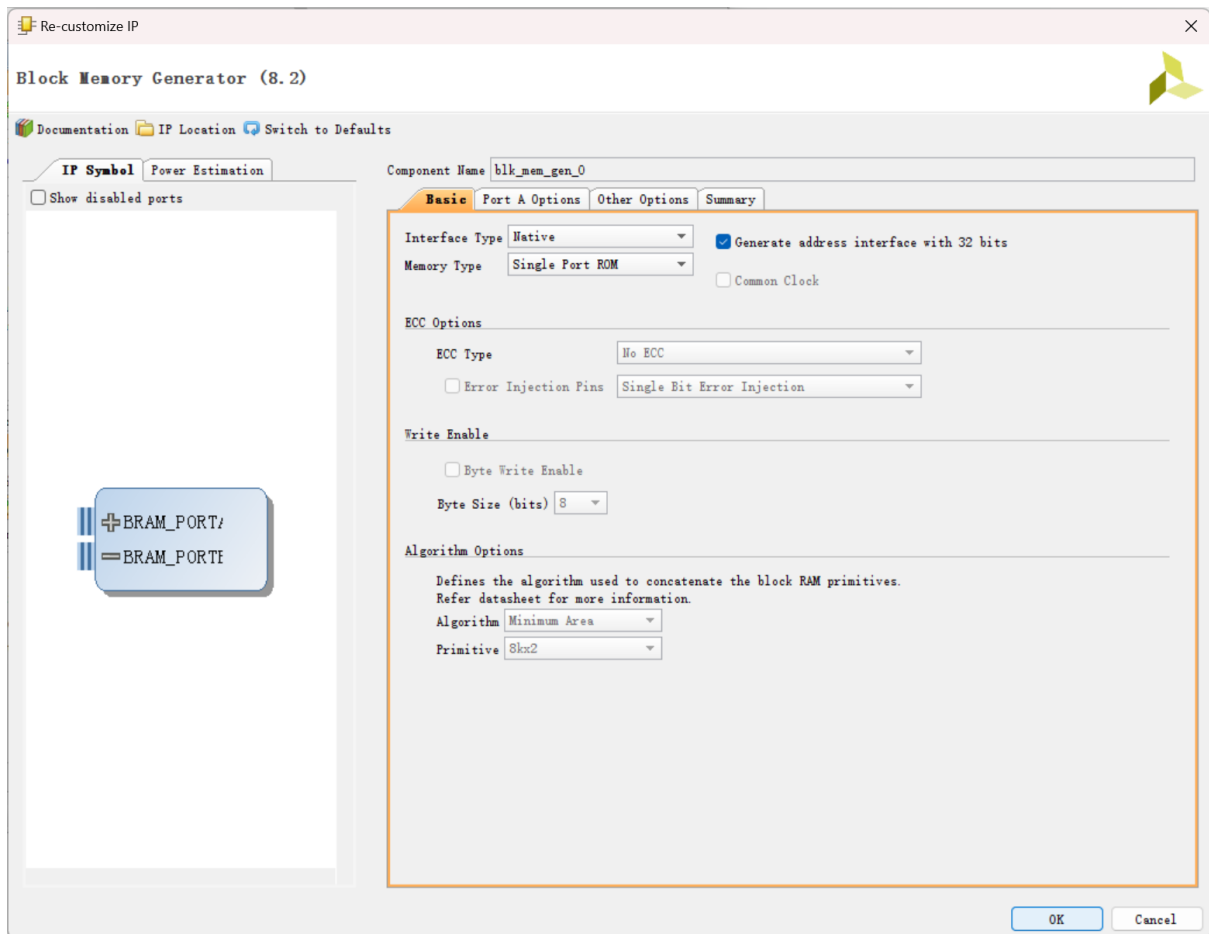 Re-customize IP
Block Memory Generator (8.2)
Documentation IP Location Switch to Defaults
IP Symbol Power Estimation
Show disabled ports
BRAM_PORTA
BRAM_PORTB
Component Name blk_mem_gen_0
Basic Port A Options Other Options Summary
Interface Type Native Generate address interface with 32 bits
Memory Type Single Port ROM
Common Clock
ECC Options
ECC Type No ECC
Error Injection Pins Single Bit Error Injection
Write Enable
Byte Write Enable
Byte Size (bits) 8
Algorithm Options
Defines the algorithm used to concatenate the block RAM primitives.
Refer datasheet for more information.
Algorithm Minimum Area
Primitive 8kx2
OK Cancel